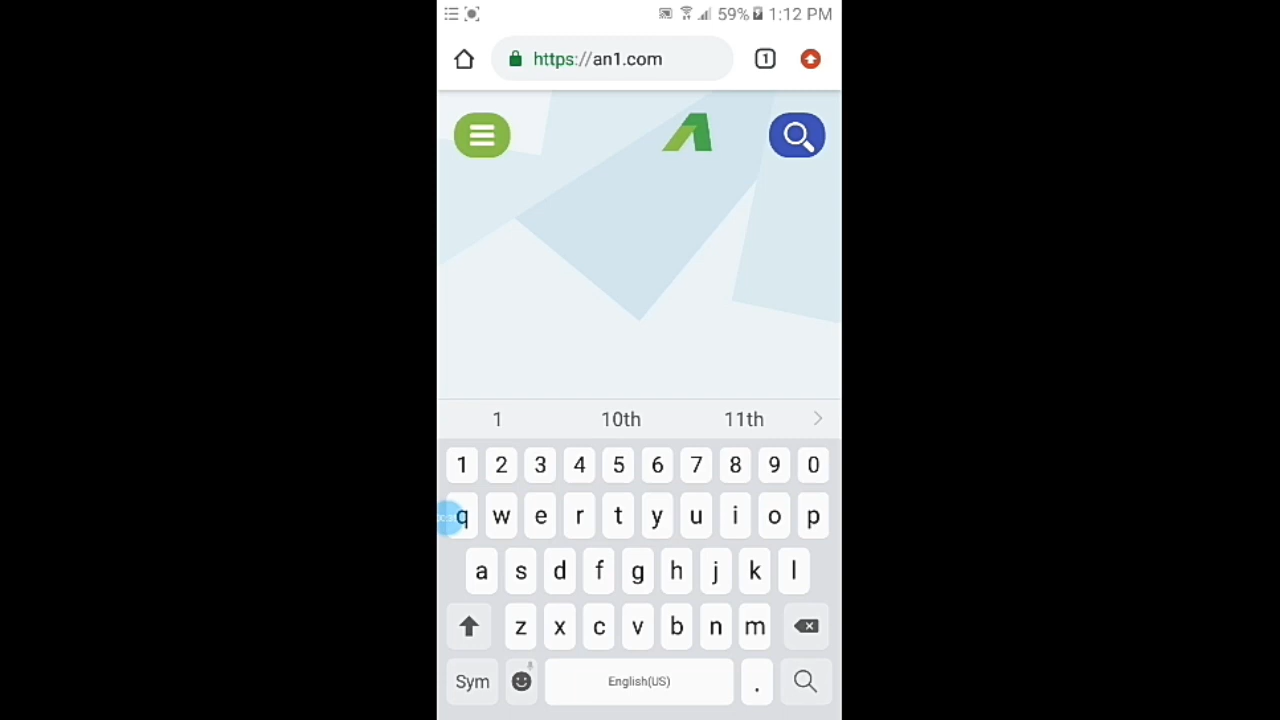 59% 1:12 PM
https://an1.com 1
1 10th 11th
1 2 3 4 5 6 7 8 9 0
q w e r t y u i o p
a s d f g h j k l
z x c v b n m
Sym English(US) .